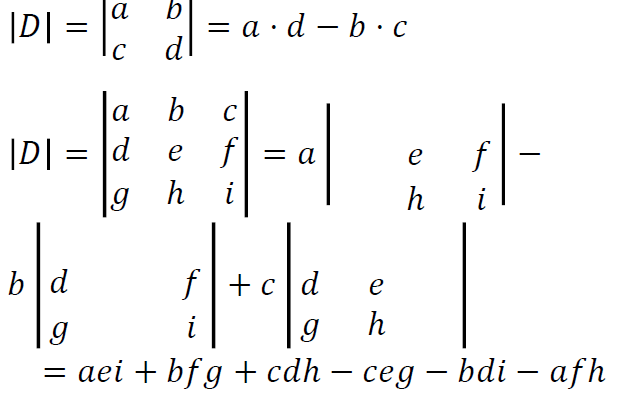 |D| = |a b| = a · d − b · c
|c d|
|a b c|
|D| = |d e f| = a | e f| −
|g h i| | h i|
b |d f| + c |d e |
|g i| |g h |
= aei + bfg + cdh − ceg − bdi − afh